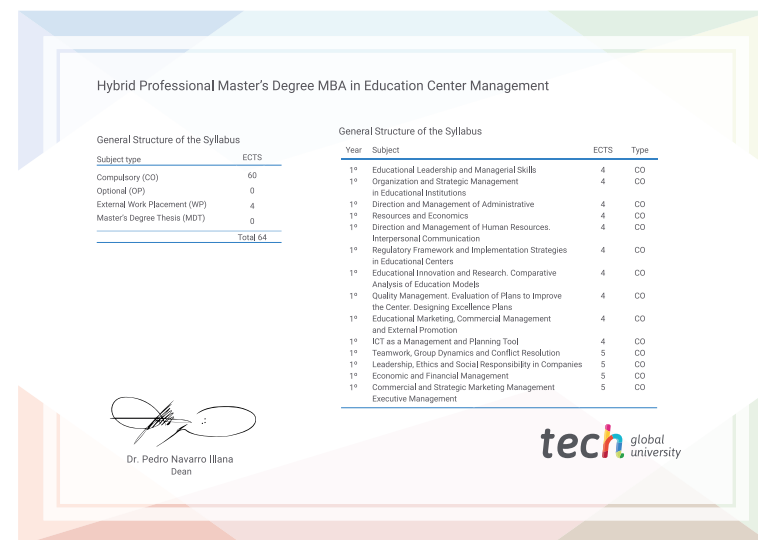 Hybrid Professional Master's Degree MBA in Education Center Management
General Structure of the Syllabus
Subject type ECTS
Compulsory (CO) 60
Optional (OP) 0
External Work Placement (WP) 4
Master's Degree Thesis (MDT) 0
Total 64
General Structure of the Syllabus
Year Subject ECTS Type
1º Educational Leadership and Managerial Skills 4 CO
1º Organization and Strategic Management 4 CO
in Educational Institutions
1º Direction and Management of Administrative 4 CO
1º Resources and Economics 4 CO
1º Direction and Management of Human Resources. 4 CO
Interpersonal Communication
1º Regulatory Framework and Implementation Strategies 4 CO
in Educational Centers
1º Educational Innovation and Research. Comparative 4 CO
Analysis of Education Models
1º Quality Management. Evaluation of Plans to Improve 4 CO
the Center. Designing Excellence Plans
1º Educational Marketing, Commercial Management 4 CO
and External Promotion
1º ICT as a Management and Planning Tool 4 CO
1º Teamwork, Group Dynamics and Conflict Resolution 5 CO
1º Leadership, Ethics and Social Responsibility in Companies 5 CO
1º Economic and Financial Management 5 CO
1º Commercial and Strategic Marketing Management 5 CO
Executive Management
Dr. Pedro Navarro Illana
Dean
tech global
university